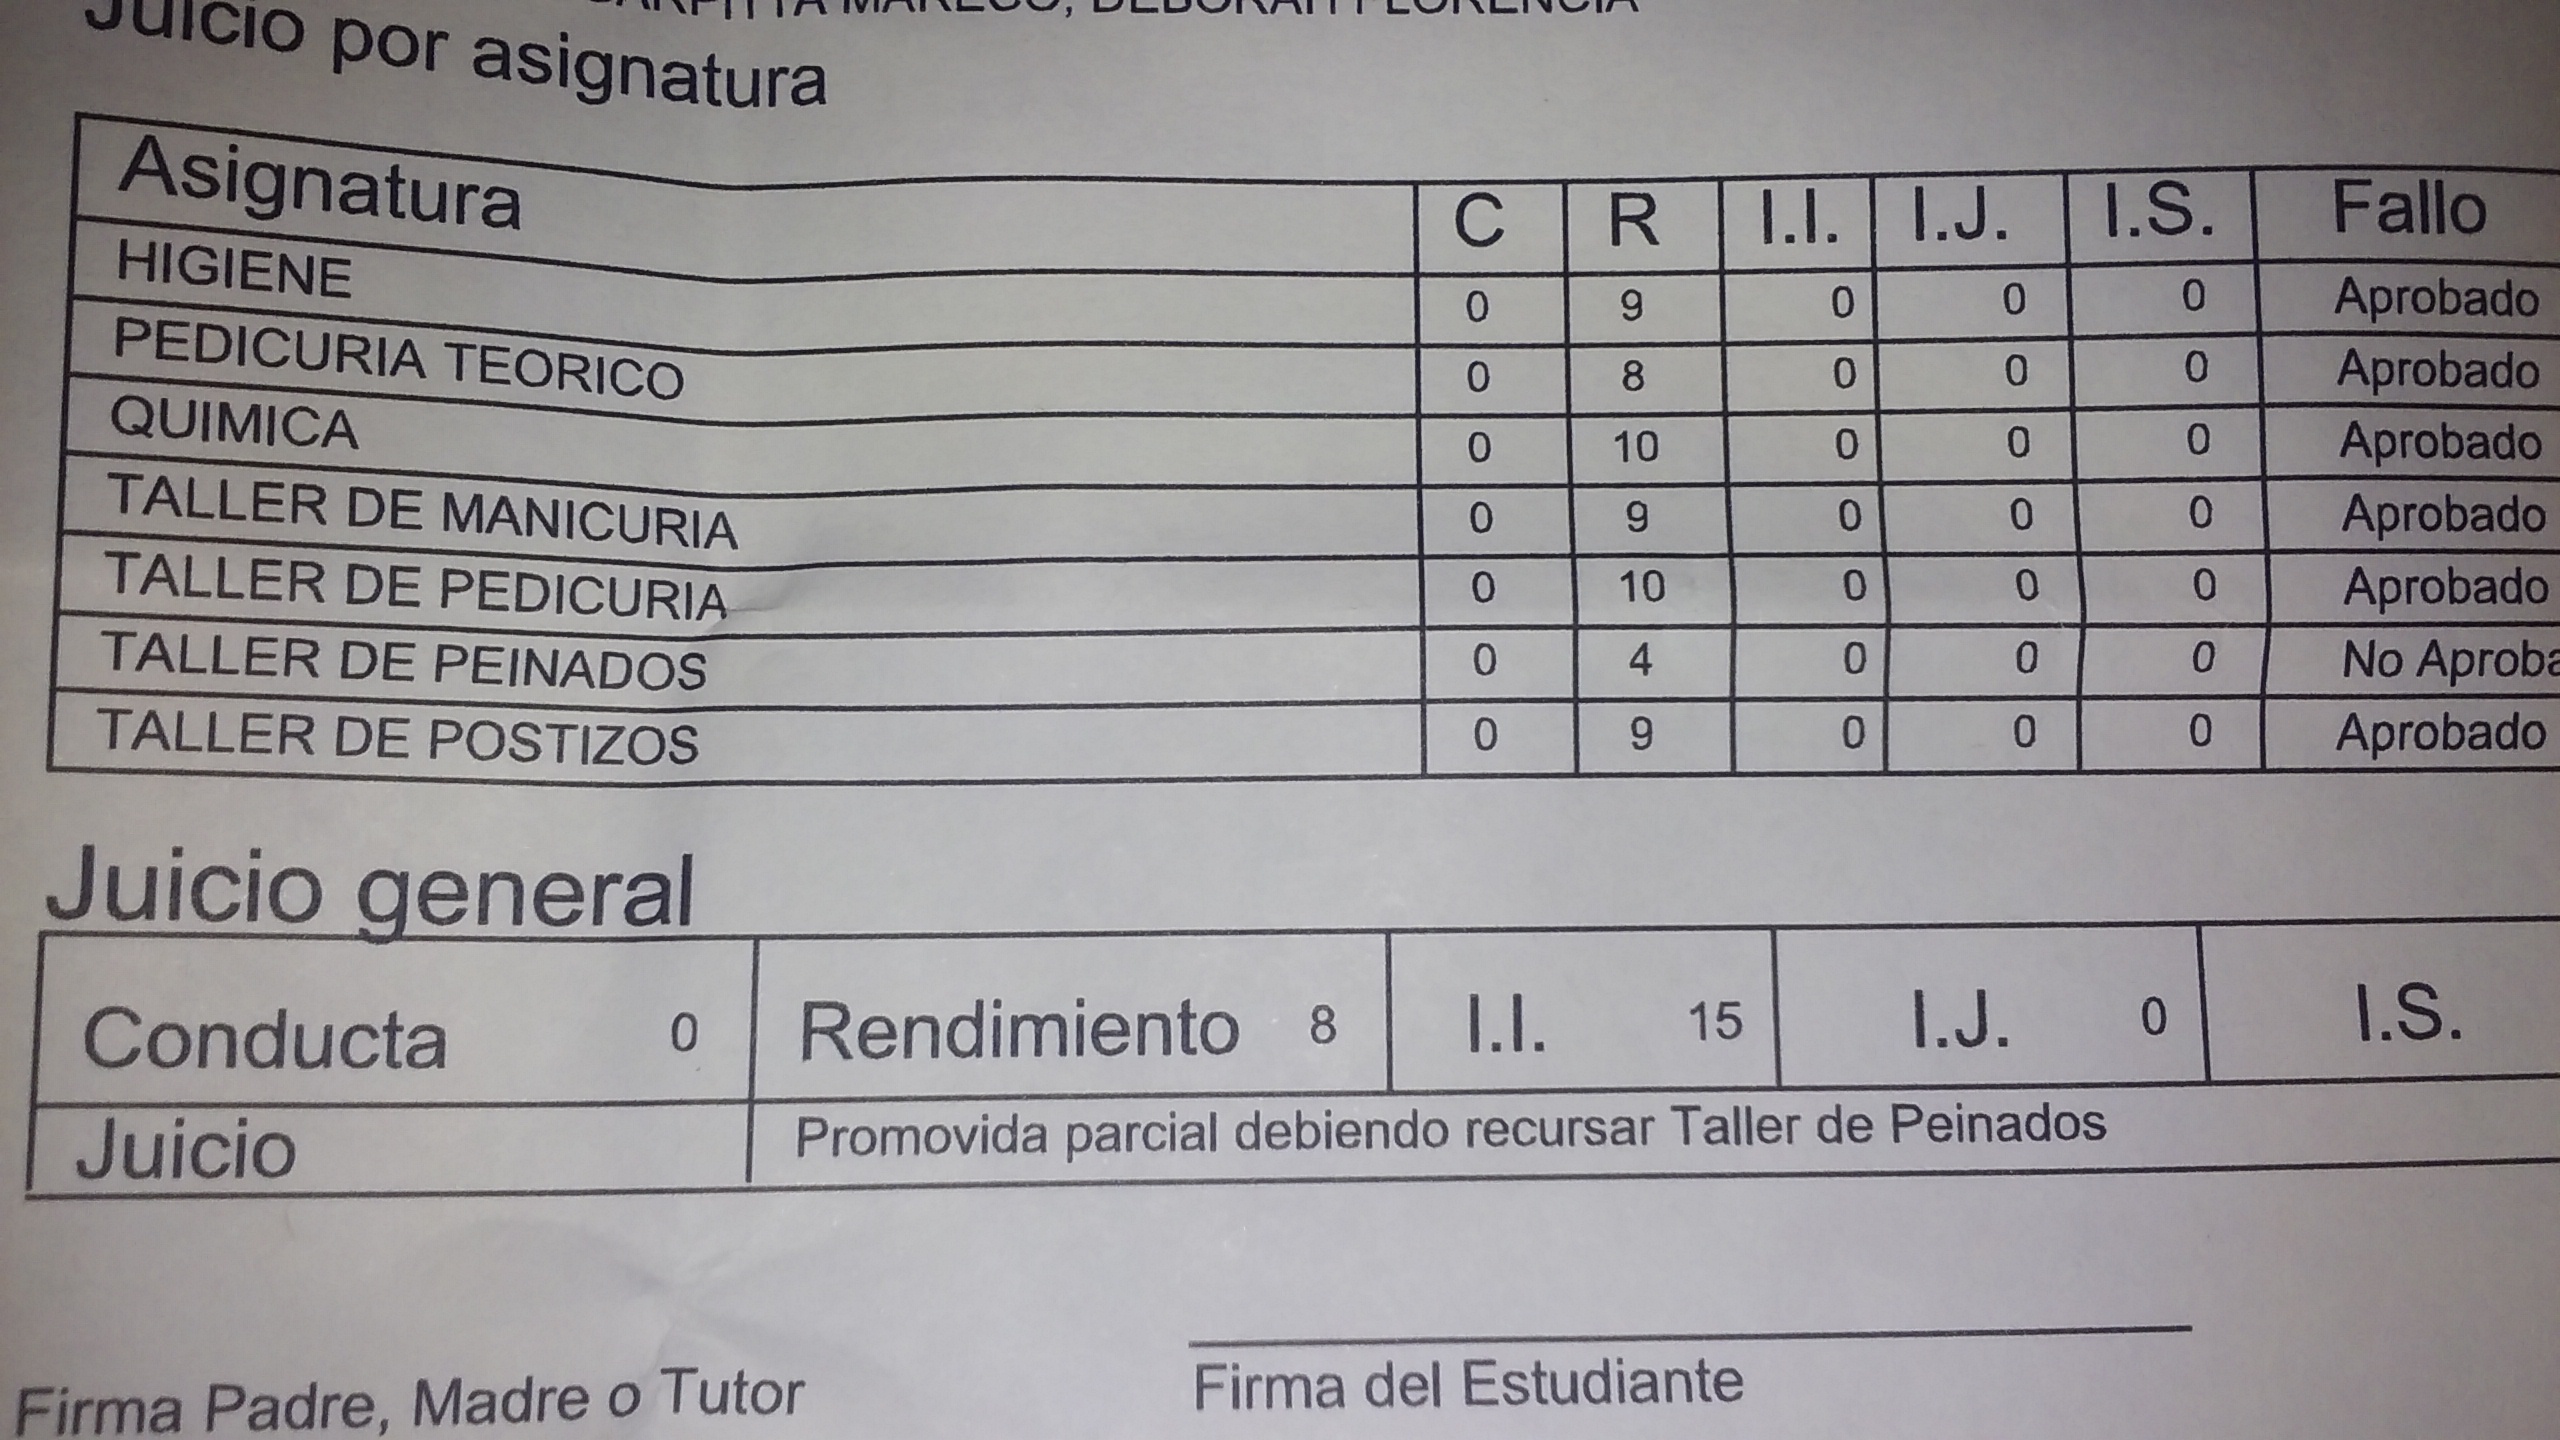 MARECO, DEBORAH FLORENCIA
Juicio por asignatura
Asignatura C R I.I. I.J. I.S. Fallo
HIGIENE 0 9 0 0 0 Aprobado
PEDICURIA TEORICO 0 8 0 0 0 Aprobado
QUIMICA 0 10 0 0 0 Aprobado
TALLER DE MANICURIA 0 9 0 0 0 Aprobado
TALLER DE PEDICURIA 0 10 0 0 0 Aprobado
TALLER DE PEINADOS 0 4 0 0 0 No Aproba
TALLER DE POSTIZOS 0 9 0 0 0 Aprobado
Juicio general
Conducta 0 Rendimiento 8 I.I. 15 I.J. 0 I.S.
Juicio Promovida parcial debiendo recursar Taller de Peinados
Firma Padre, Madre o Tutor Firma del Estudiante